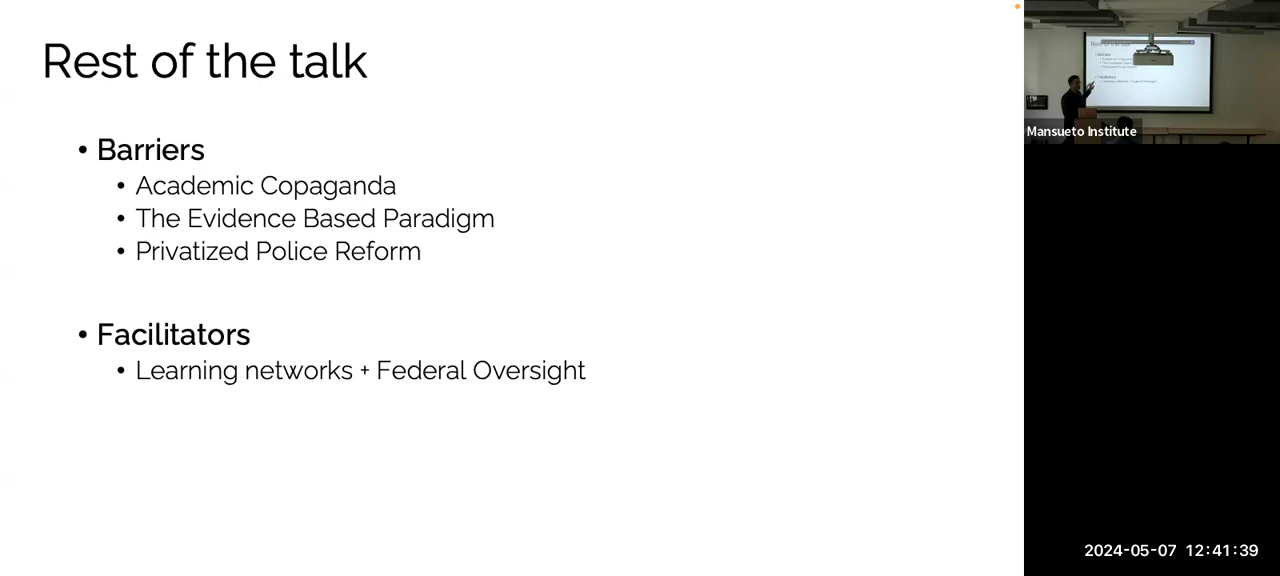 Rest of the talk
• Barriers
• Academic Copaganda
• The Evidence Based Paradigm
• Privatized Police Reform
• Facilitators
• Learning networks + Federal Oversight
Mansueto Institute
2024-05-07 12:41:39